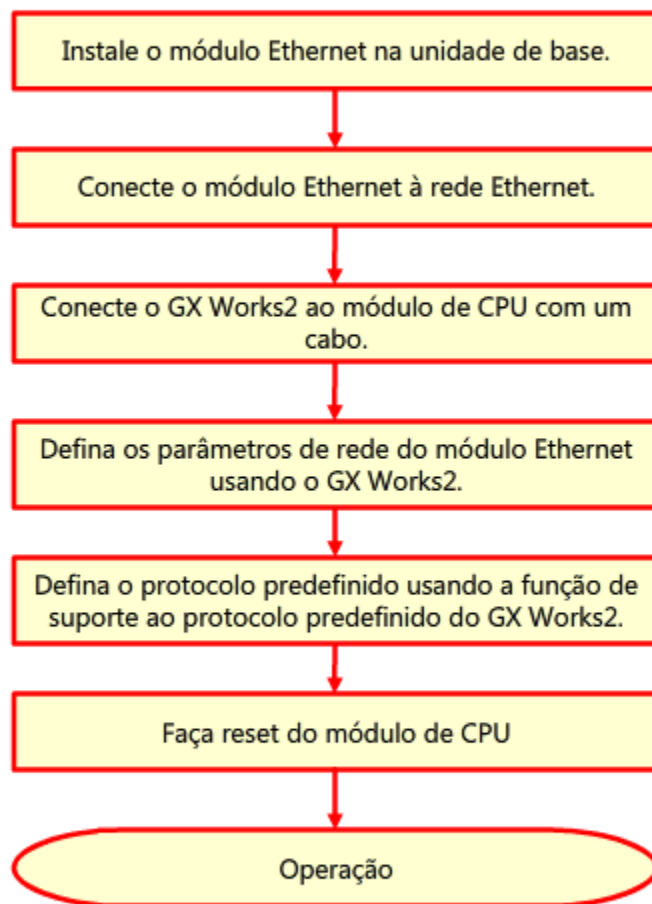 Instale o módulo Ethernet na unidade de base.
Conecte o módulo Ethernet à rede Ethernet.
Conecte o GX Works2 ao módulo de CPU com um
cabo.
Defina os parâmetros de rede do módulo Ethernet
usando o GX Works2.
Defina o protocolo predefinido usando a função de
suporte ao protocolo predefinido do GX Works2.
Faça reset do módulo de CPU
Operação